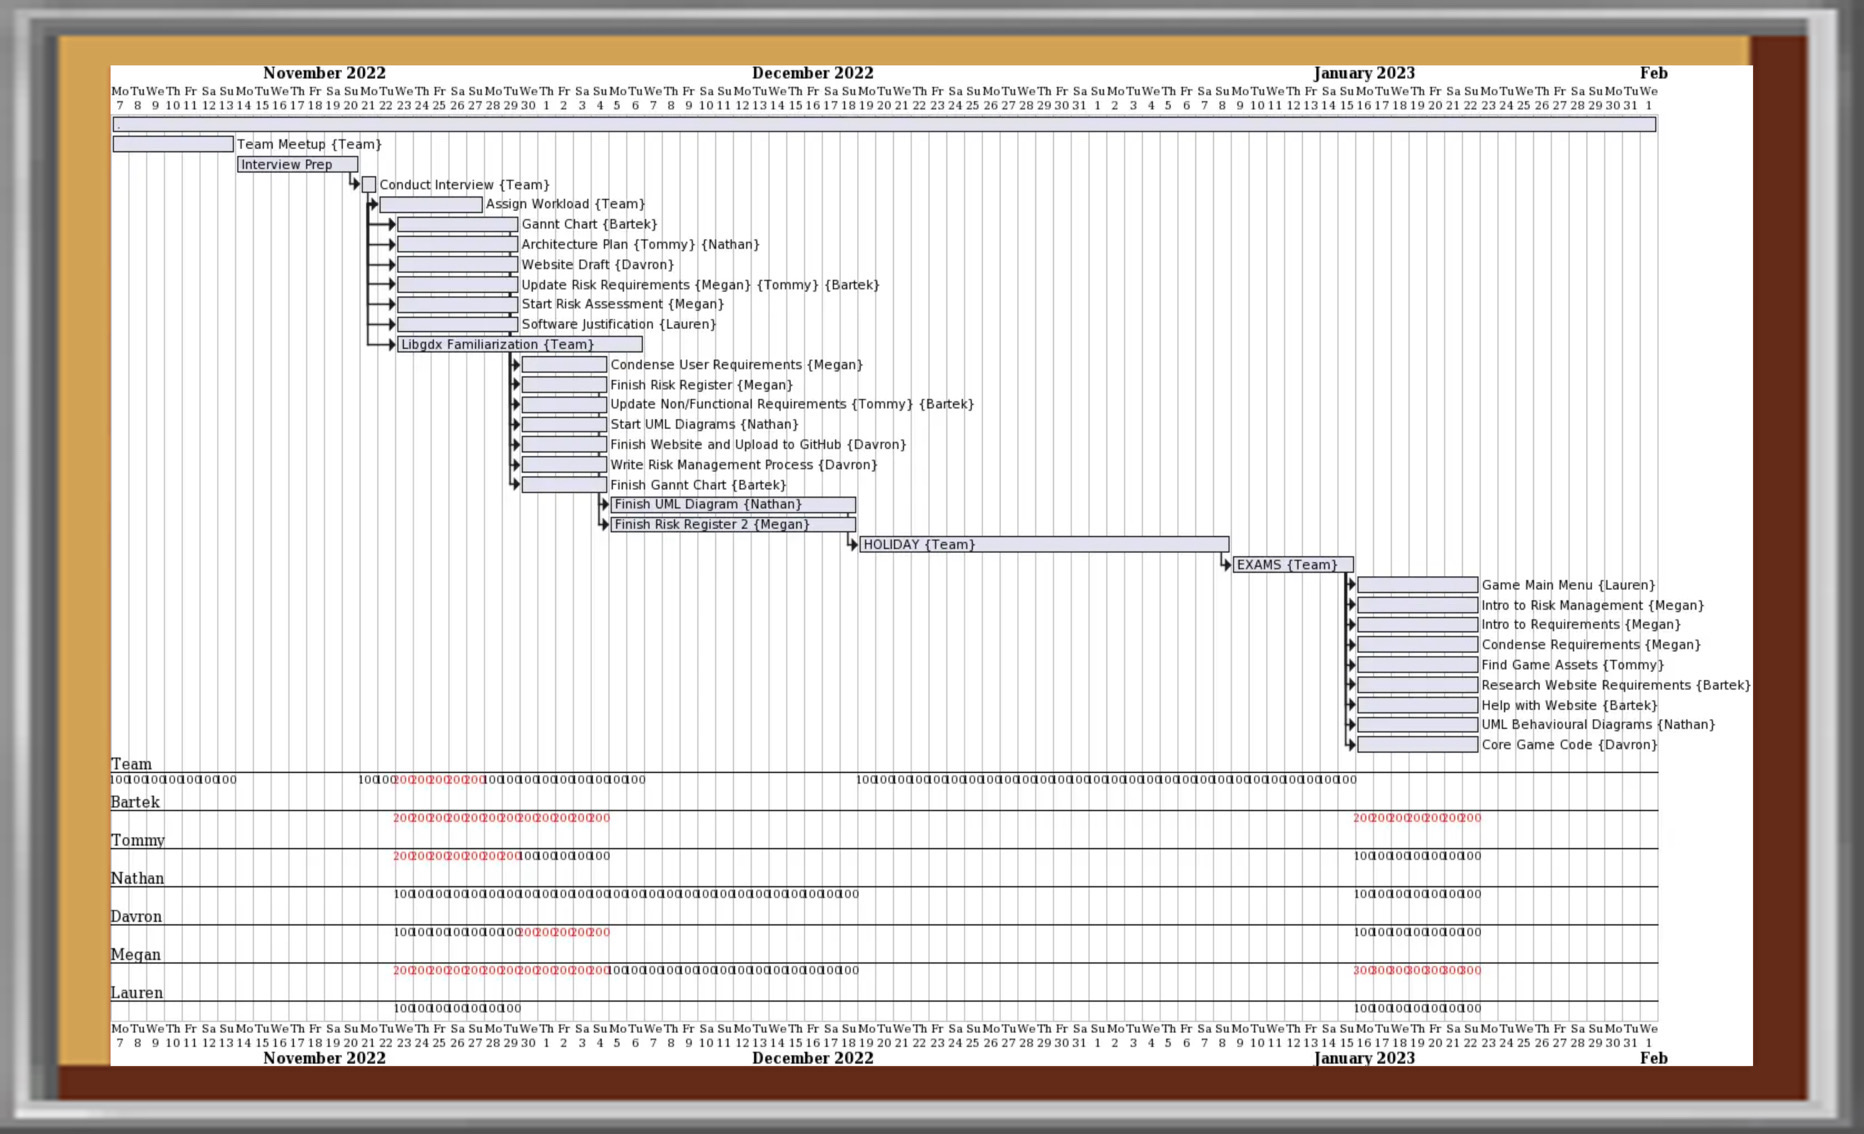 November 2022 December 2022 January 2023 Feb
Mo Tu We Th Fr Sa Su Mo Tu We Th Fr Sa Su Mo Tu We Th Fr Sa Su Mo Tu We Th Fr Sa Su Mo Tu We Th Fr Sa Su Mo Tu We Th Fr Sa Su Mo Tu We Th Fr Sa Su Mo Tu We Th Fr Sa Su Mo Tu We Th Fr Sa Su Mo Tu We Th Fr Sa Su Mo Tu We Th Fr Sa Su Mo Tu We Th Fr Sa Su Mo Tu We
7 8 9 10 11 12 13 14 15 16 17 18 19 20 21 22 23 24 25 26 27 28 29 30 1 2 3 4 5 6 7 8 9 10 11 12 13 14 15 16 17 18 19 20 21 22 23 24 25 26 27 28 29 30 31 1 2 3 4 5 6 7 8 9 10 11 12 13 14 15 16 17 18 19 20 21 22 23 24 25 26 27 28 29 30 31 1
.
Team Meetup {Team}
Interview Prep
Conduct Interview {Team}
Assign Workload {Team}
Gannt Chart {Bartek}
Architecture Plan {Tommy} {Nathan}
Website Draft {Davron}
Update Risk Requirements {Megan} {Tommy} {Bartek}
Start Risk Assessment {Megan}
Software Justification {Lauren}
Libgdx Familiarization {Team}
Condense User Requirements {Megan}
Finish Risk Register {Megan}
Update Non/Functional Requirements {Tommy} {Bartek}
Start UML Diagrams {Nathan}
Finish Website and Upload to GitHub {Davron}
Write Risk Management Process {Davron}
Finish Gannt Chart {Bartek}
Finish UML Diagram {Nathan}
Finish Risk Register 2 {Megan}
HOLIDAY {Team}
EXAMS {Team}
Game Main Menu {Lauren}
Intro to Risk Management {Megan}
Intro to Requirements {Megan}
Condense Requirements {Megan}
Find Game Assets {Tommy}
Research Website Requirements {Bartek}
Help with Website {Bartek}
UML Behavioural Diagrams {Nathan}
Core Game Code {Davron}
Team
100 100 100 100 100 100 100 100 100 200 200 200 200 200 100 100 100 100 100 100 100 100 100 100 100 100 100 100 100 100 100 100 100 100 100 100 100 100 100 100 100 100 100 100 100 100 100 100 100 100 100
Bartek
200 200 200 200 200 200 200 200 200 200 200 200 200 200 200 200 200 200 200
Tommy
200 200 200 200 200 200 200 100 100 100 100 100 100 100 100 100 100 100 100
Nathan
100 100 100 100 100 100 100 100 100 100 100 100 100 100 100 100 100 100 100 100 100 100 100 100 100 100 100 100 100 100 100 100 100
Davron
100 100 100 100 100 100 100 200 200 200 200 200 100 100 100 100 100 100 100
Megan
200 200 200 200 200 200 200 200 200 200 200 200 100 100 100 100 100 100 100 100 100 100 100 100 100 100 300 300 300 300 300 300 300
Lauren
100 100 100 100 100 100 100 100 100 100 100 100 100 100
Mo Tu We Th Fr Sa Su Mo Tu We Th Fr Sa Su Mo Tu We Th Fr Sa Su Mo Tu We Th Fr Sa Su Mo Tu We Th Fr Sa Su Mo Tu We Th Fr Sa Su Mo Tu We Th Fr Sa Su Mo Tu We Th Fr Sa Su Mo Tu We Th Fr Sa Su Mo Tu We Th Fr Sa Su Mo Tu We Th Fr Sa Su Mo Tu We Th Fr Sa Su Mo Tu We
7 8 9 10 11 12 13 14 15 16 17 18 19 20 21 22 23 24 25 26 27 28 29 30 1 2 3 4 5 6 7 8 9 10 11 12 13 14 15 16 17 18 19 20 21 22 23 24 25 26 27 28 29 30 31 1 2 3 4 5 6 7 8 9 10 11 12 13 14 15 16 17 18 19 20 21 22 23 24 25 26 27 28 29 30 31 1
November 2022 December 2022 January 2023 Feb